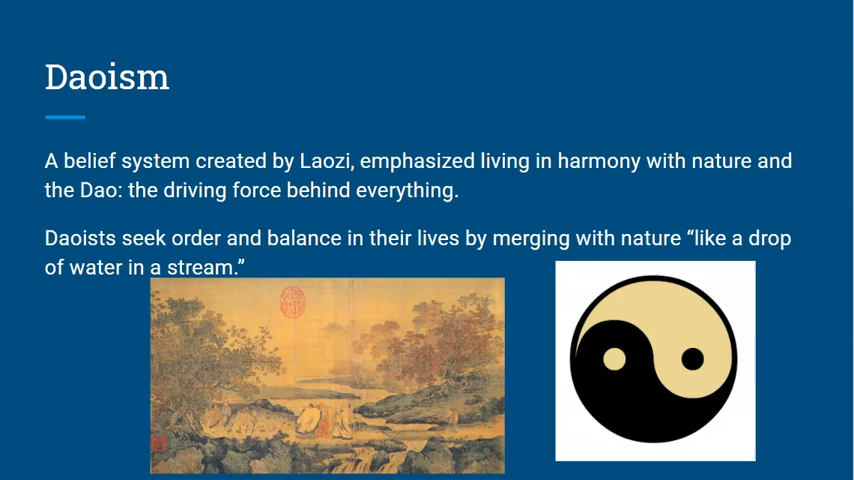 Daoism
A belief system created by Laozi, emphasized living in harmony with nature and
the Dao: the driving force behind everything.
Daoists seek order and balance in their lives by merging with nature “like a drop
of water in a stream.”